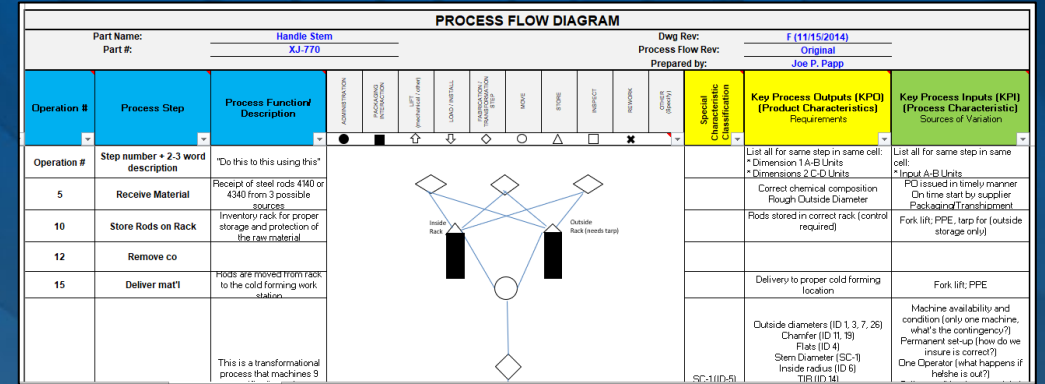 PROCESS FLOW DIAGRAM
Part Name: Handle Stem Dwg Rev: F (11/15/2014)
Part #: XJ-770 Process Flow Rev: Original
Prepared by: Joe P. Papp
Operation #
Process Step
Process Function/
Description
ADMINISTRATION
PACKAGING
INTERACTION
LIFT
(mechanical / other)
LOAD / INSTALL
FABRICATION /
TRANSFORMATION
STEP
MOVE
STORE
INSPECT
REWORK
OTHER
(Specify)
Special
Characteristic
Classification
Key Process Outputs (KPO)
(Product Characteristics)
Requirements
Key Process Inputs (KPI)
(Process Characteristic)
Sources of Variation
Operation #
Step number + 2-3 word
description
"Do this to this using this"
List all for same step in same cell:
* Dimension 1 A-B Units
* Dimensions 2 C-D Units
List all for same step in same
cell:
* Input A-B Units
5
Receive Material
Receipt of steel rods 4140 or
4340 from 3 possible
sources
Correct chemical composition
Rough Outside Diameter
PO issued in timely manner
On time start by supplier
Packaging/Transhipment
10
Store Rods on Rack
Inventory rack for proper
storage and protection of
the raw material
Inside
Rack
Outside
Rack (needs tarp)
Rods stored in correct rack (control
required)
Fork lift; PPE, tarp for (outside
storage only)
12
Remove co
15
Deliver mat'l
Rods are moved from rack
to the cold forming work
station
Delivery to proper cold forming
location
Fork lift; PPE
This is a transformational
process that machines 9
SC-1 (ID-5)
Outside diameters (ID 1, 3, 7, 26)
Chamfer (ID 11, 19)
Flats (ID 4)
Stem Diameter (SC-1)
Inside radius (ID 6)
TIR (ID 14)
Machine availability and
condition (only one machine,
what's the contingency?)
Permanent set-up (how do we
insure is correct?)
One Operator (what happens if
he/she is out?)